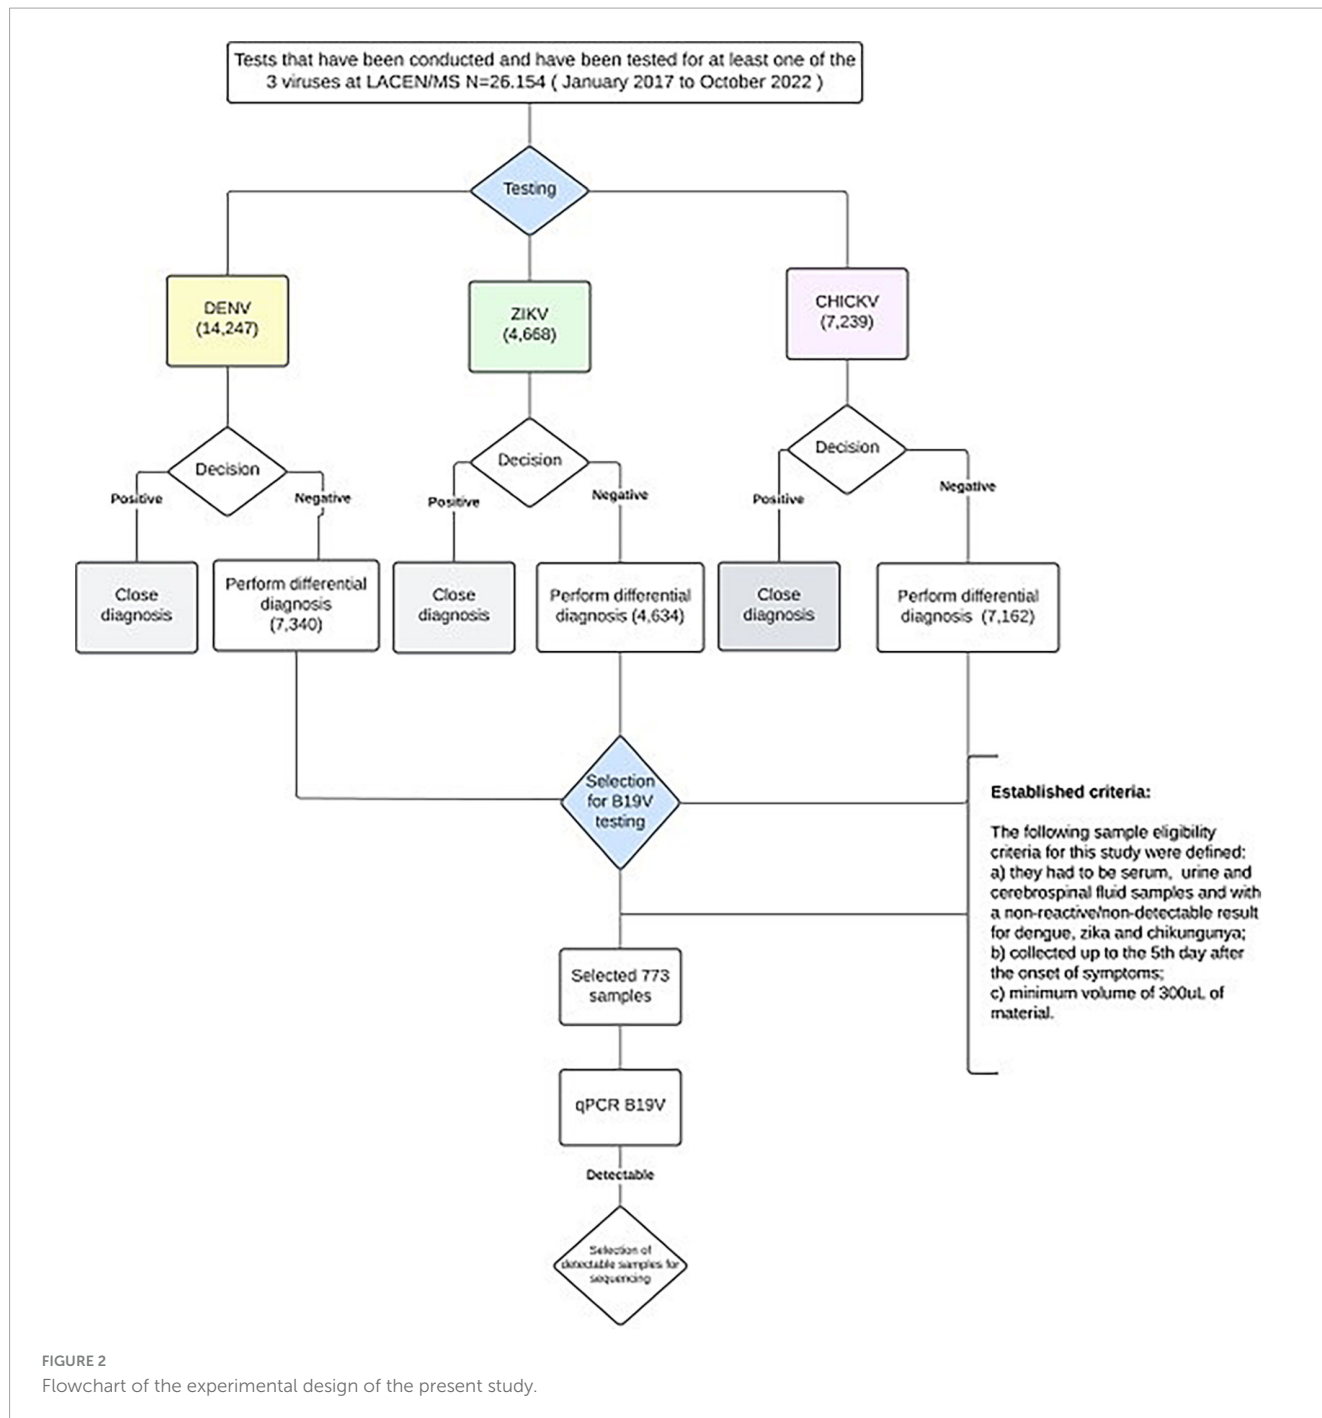 Tests that have been conducted and have been tested for at least one of the
3 viruses at LACEN/MS N=26.154 ( January 2017 to October 2022 )
Testing
DENV
(14,247)
ZIKV
(4,668)
CHICKV
(7,239)
Decision
Positive
Negative
Decision
Positive
Negative
Decision
Positive
Negative
Close
diagnosis
Perform differential
diagnosis
(7,340)
Close
diagnosis
Perform differential
diagnosis (4,634)
Close
diagnosis
Perform differential
diagnosis (7,162)
Selection
for B19V
testing
Established criteria:
The following sample eligibility
criteria for this study were defined:
a) they had to be serum, urine and
cerebrospinal fluid samples and with
a non-reactive/non-detectable result
for dengue, zika and chikungunya;
b) collected up to the 5th day after
the onset of symptoms;
c) minimum volume of 300uL of
material.
Selected 773
samples
qPCR B19V
Detectable
Selection of
detectable samples for
sequencing
FIGURE 2
Flowchart of the experimental design of the present study.